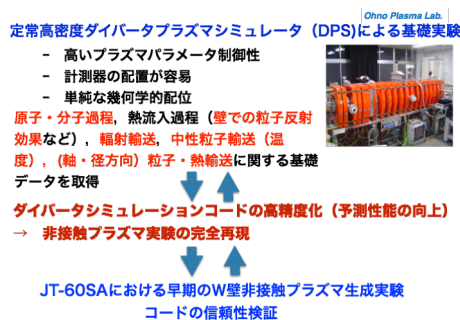 Ohno Plasma Lab.
定常高密度ダイバータプラズマシミュレータ（DPS)による基礎実験
− 高いプラズマパラメータ制御性
− 計測器の配置が容易
− 単純な幾何学的配位
原子・分子過程，熱流入過程（壁での粒子反射
効果など），輻射輸送，中性粒子輸送（温
度），(軸・径方向）粒子・熱輸送に関する基礎
データを取得
ダイバータシミュレーションコードの高精度化（予測性能の向上）
→ 非接触プラズマ実験の完全再現
JT-60SAにおける早期のW壁非接触プラズマ生成実験
コードの信頼性検証